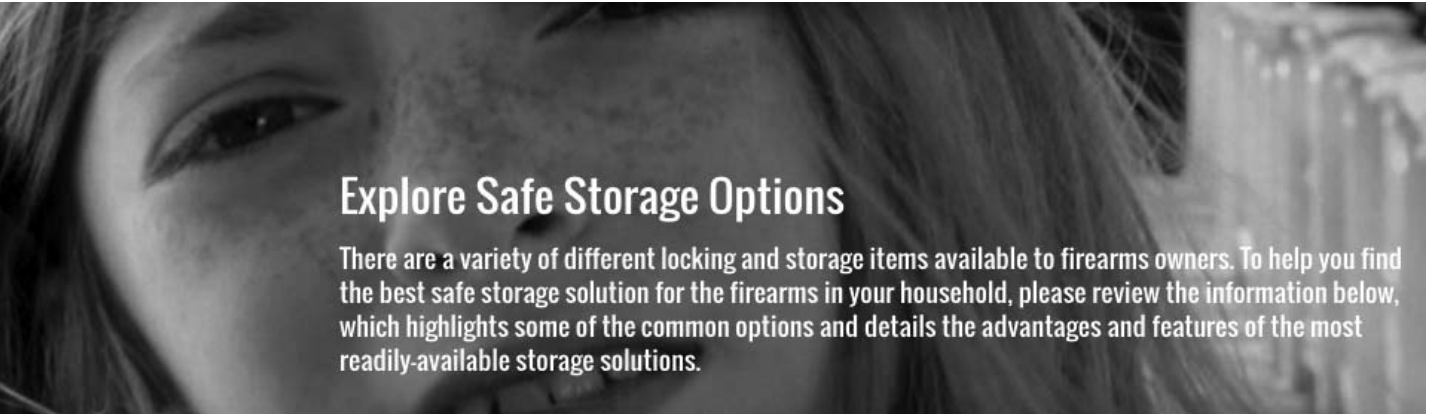 Explore Safe Storage Options
There are a variety of different locking and storage items available to firearms owners. To help you find
the best safe storage solution for the firearms in your household, please review the information below,
which highlights some of the common options and details the advantages and features of the most
readily-available storage solutions.